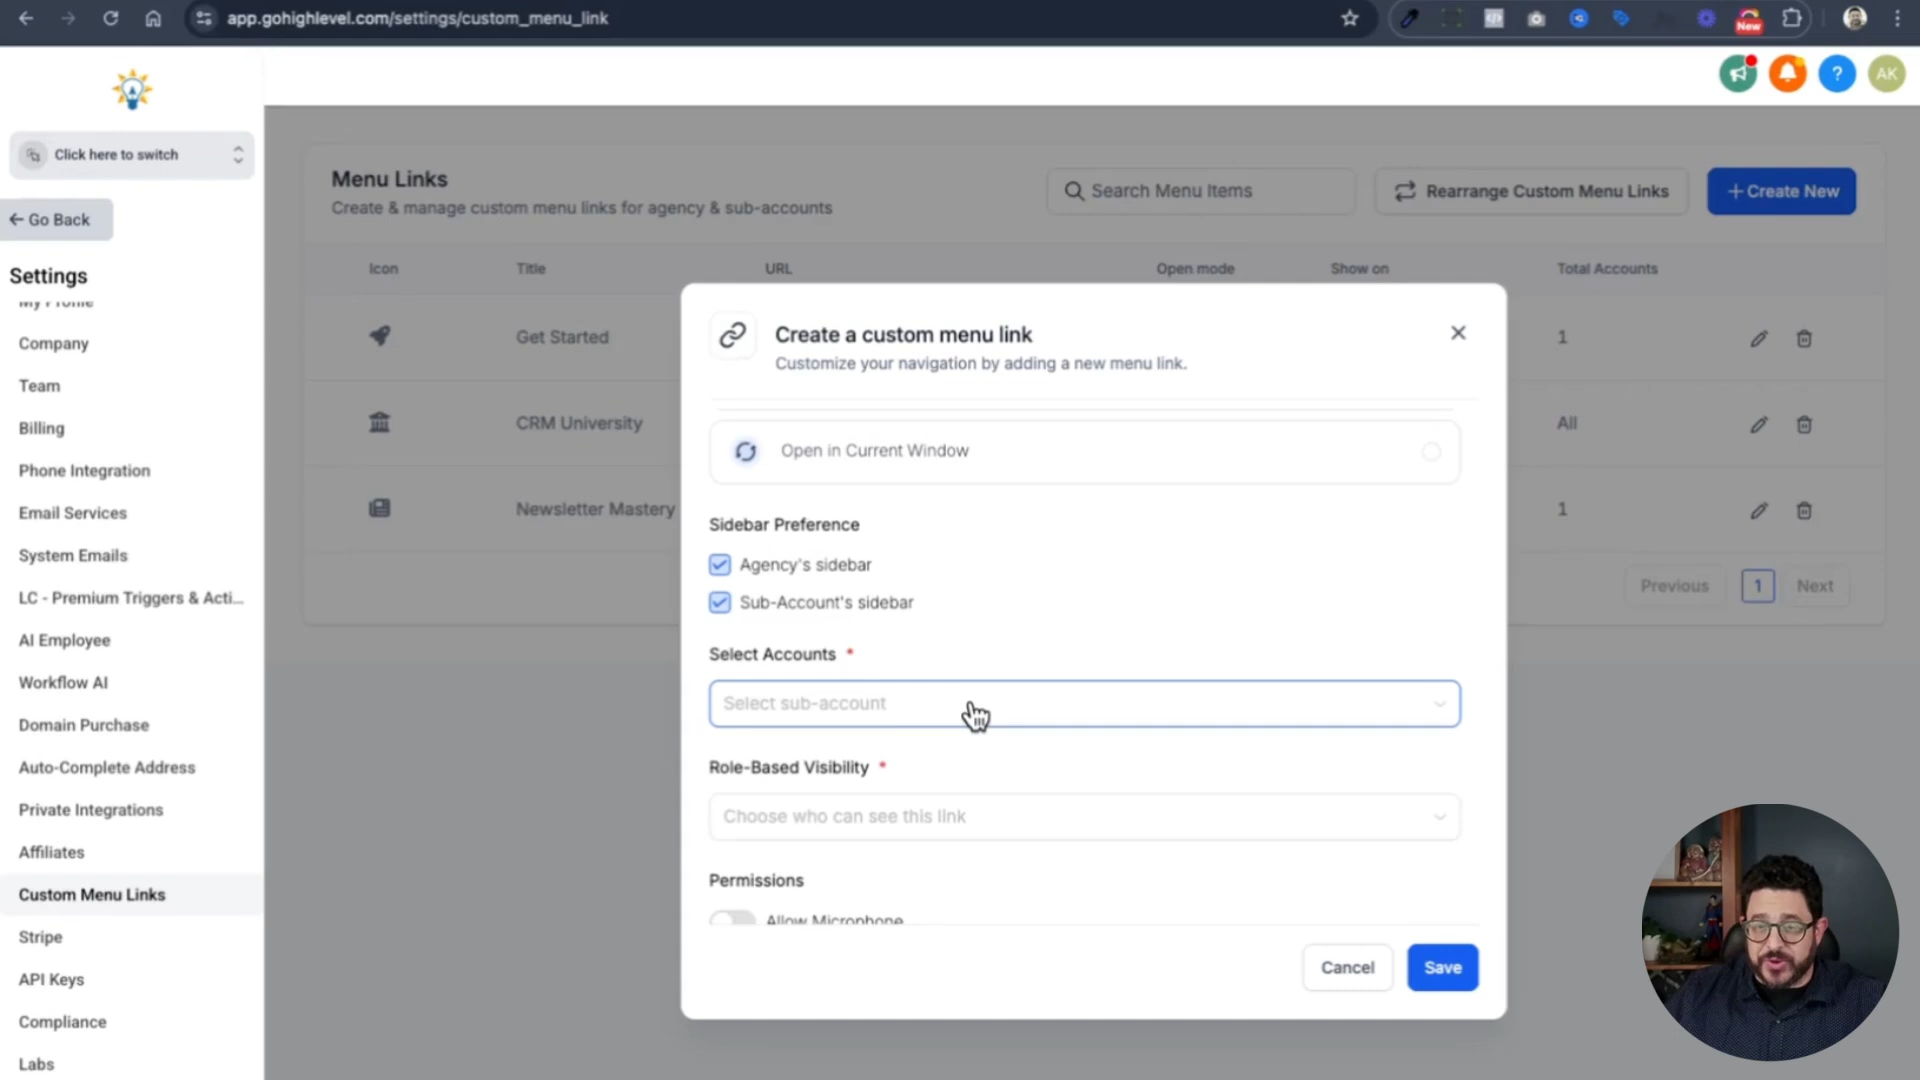 app.gohighlevel.com/settings/custom_menu_link
New
?
AK
Click here to switch
Go Back
Settings
My Profile
Company
Team
Billing
Phone Integration
Email Services
System Emails
LC - Premium Triggers & Acti...
AI Employee
Workflow AI
Domain Purchase
Auto-Complete Address
Private Integrations
Affiliates
Custom Menu Links
Stripe
API Keys
Compliance
Labs
Menu Links
Create & manage custom menu links for agency & sub-accounts
Search Menu Items
Rearrange Custom Menu Links
+ Create New
Icon Title URL Open mode Show on Total Accounts
Get Started 1
CRM University All
Newsletter Mastery 1
Previous 1 Next
Create a custom menu link
Customize your navigation by adding a new menu link.
Open in Current Window
Sidebar Preference
Agency's sidebar
Sub-Account's sidebar
Select Accounts *
Select sub-account
Role-Based Visibility *
Choose who can see this link
Permissions
Allow Microphone
Cancel
Save